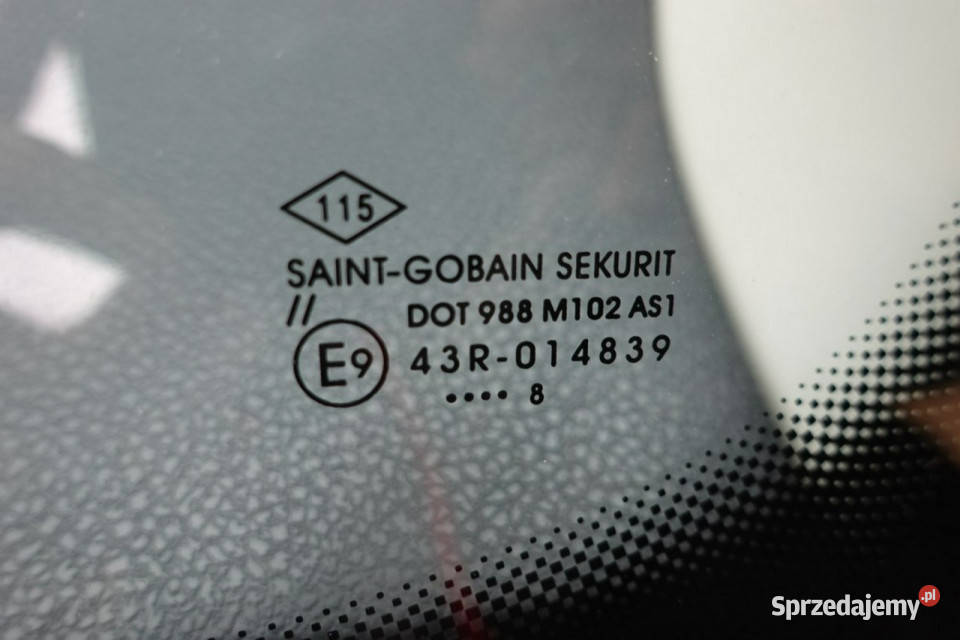 115
SAINT-GOBAIN SEKURIT
//
DOT 988 M102 AS1
E9 43R-014839
•••• 8
Sprzedajemy.pl